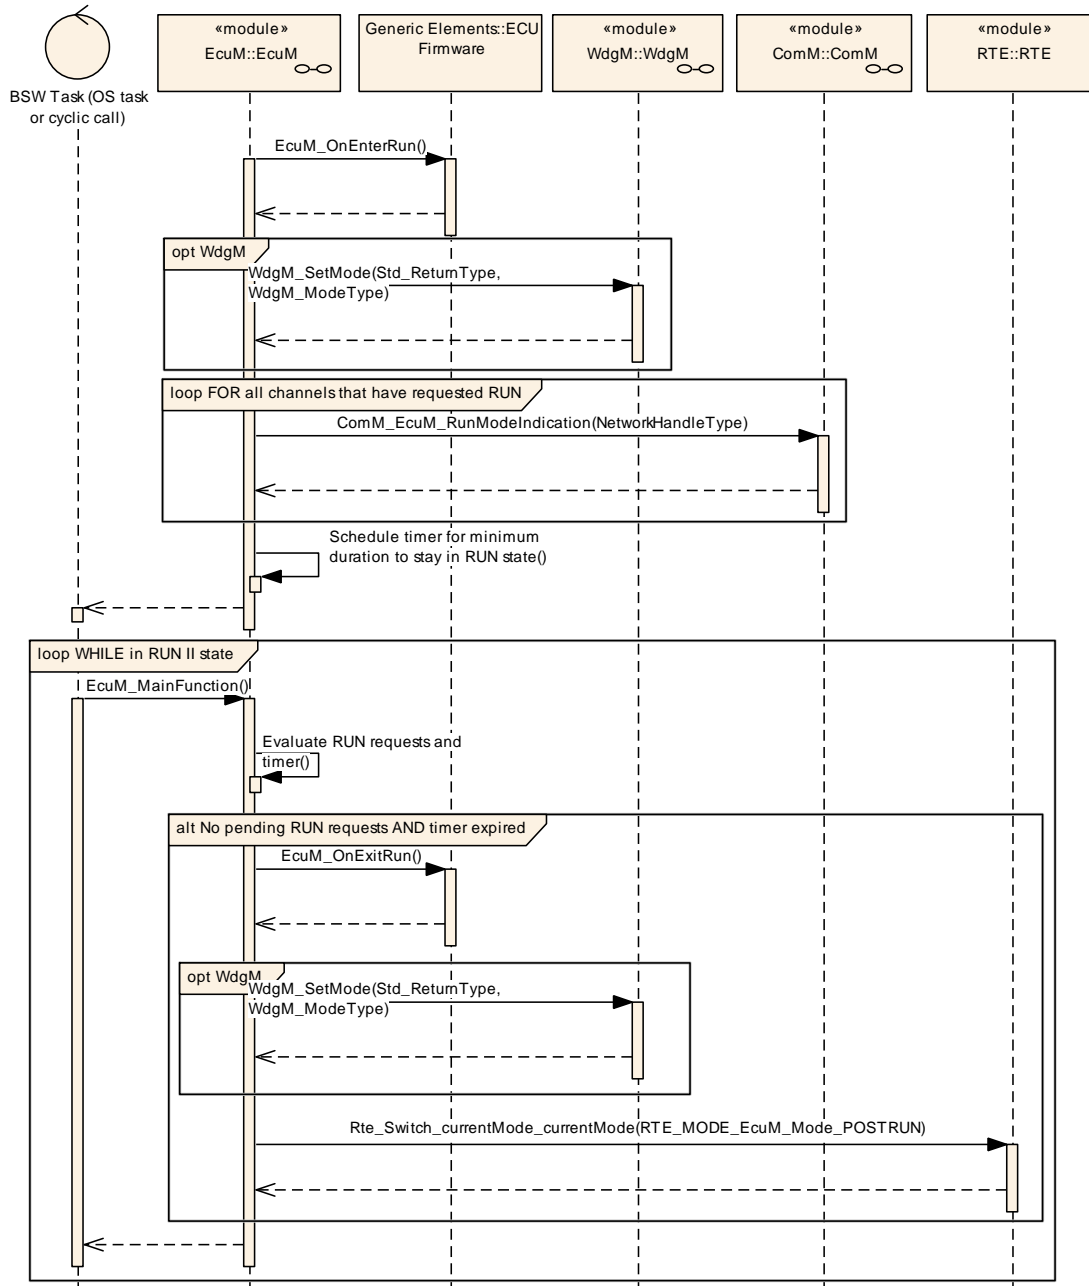 «module»
EcuM::EcuM
Generic Elements::ECU
Firmware
«module»
WdgM::WdgM
«module»
ComM::ComM
«module»
RTE::RTE
BSW Task (OS task
or cyclic call)
EcuM_OnEnterRun()
opt WdgM
WdgM_SetMode(Std_ReturnType,
WdgM_ModeType)
loop FOR all channels that have requested RUN
ComM_EcuM_RunModeIndication(NetworkHandleType)
Schedule timer for minimum
duration to stay in RUN state()
loop WHILE in RUN II state
EcuM_MainFunction()
Evaluate RUN requests and
timer()
alt No pending RUN requests AND timer expired
EcuM_OnExitRun()
opt WdgM
WdgM_SetMode(Std_ReturnType,
WdgM_ModeType)
Rte_Switch_currentMode_currentMode(RTE_MODE_EcuM_Mode_POSTRUN)